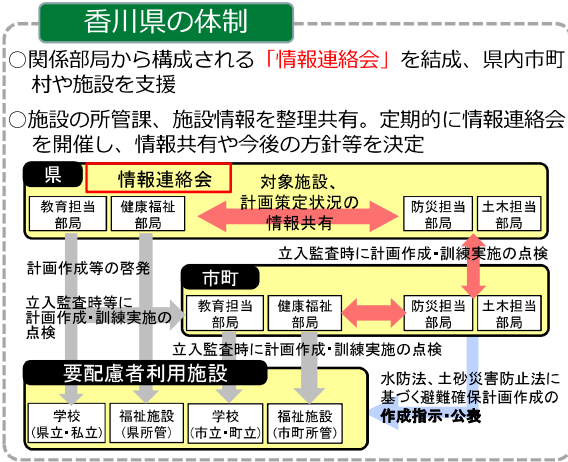 香川県の体制
○関係部局から構成される「情報連絡会」を結成、県内市町
村や施設を支援
○施設の所管課、施設情報を整理共有。定期的に情報連絡会
を開催し、情報共有や今後の方針等を決定
県
情報連絡会
教育担当
部局
健康福祉
部局
対象施設、
計画策定状況の
情報共有
防災担当
部局
土木担当
部局
計画作成等の啓発
立入監査時に計画作成・訓練実施の点検
立入監査時等に
計画作成・訓練実施の
点検
市町
教育担当
部局
健康福祉
部局
防災担当
部局
土木担当
部局
立入監査時に計画作成・訓練実施の点検
要配慮者利用施設
学校
(県立・私立)
福祉施設
(県所管)
学校
(市立・町立)
福祉施設
(市町所管)
水防法、土砂災害防止法に
基づく避難確保計画作成の
作成指示・公表